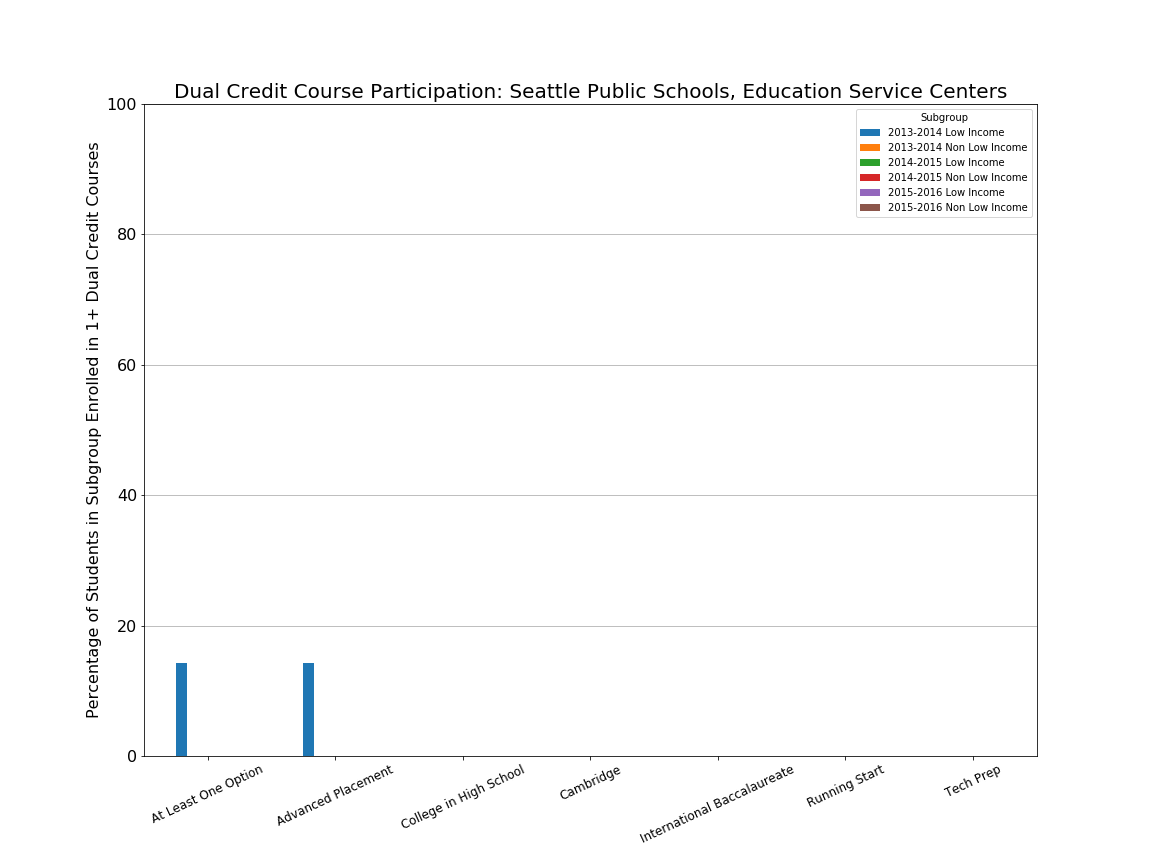 Dual Credit Course Participation: Seattle Public Schools, Education Service Centers
Percentage of Students in Subgroup Enrolled in 1+ Dual Credit Courses
100
80
60
40
20
0
Subgroup
2013-2014 Low Income
2013-2014 Non Low Income
2014-2015 Low Income
2014-2015 Non Low Income
2015-2016 Low Income
2015-2016 Non Low Income
At Least One Option
Advanced Placement
College in High School
Cambridge
International Baccalaureate
Running Start
Tech Prep